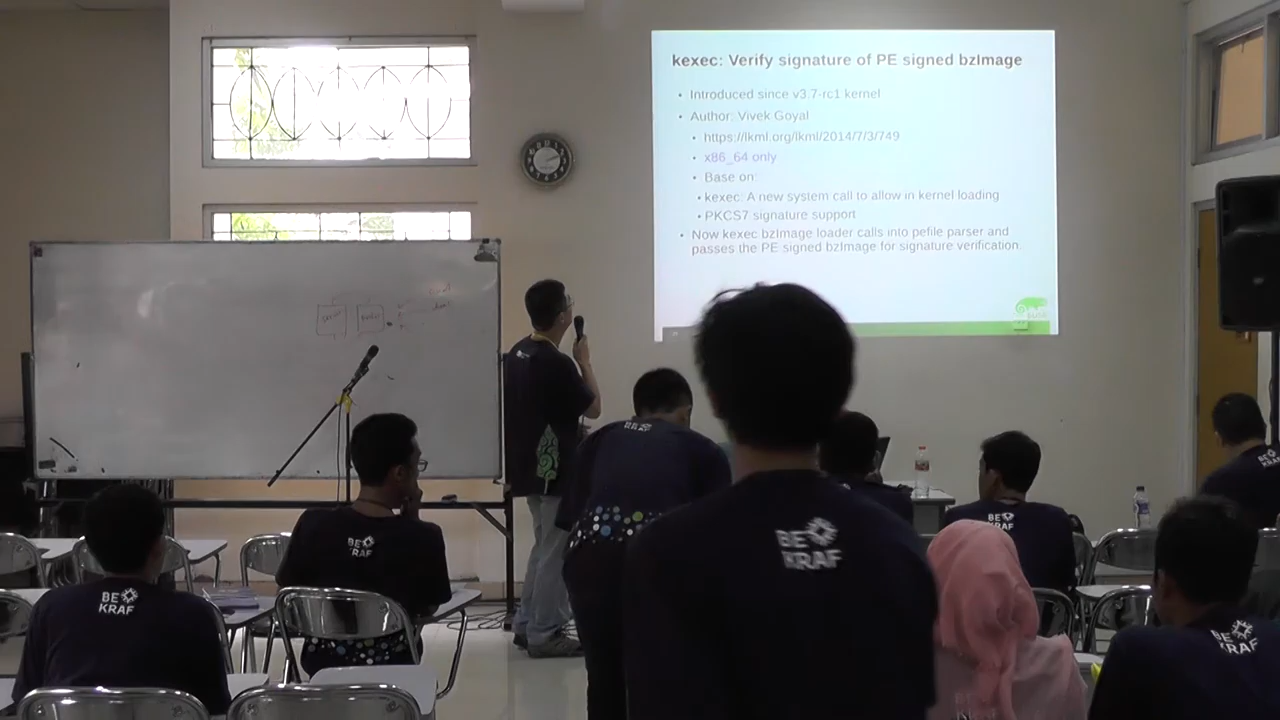 kexec: Verify signature of PE signed bzImage
• Introduced since v3.7-rc1 kernel
• Author: Vivek Goyal
• https://lkml.org/lkml/2014/7/3/749
• x86_64 only
• Base on:
• kexec: A new system call to allow in kernel loading
• PKCS7 signature support
• Now kexec bzImage loader calls into pefile parser and
passes the PE signed bzImage for signature verification.
BE
KRAF
BE
KRAF
BE
KRAF
BE
KRAF
BE
KRAF